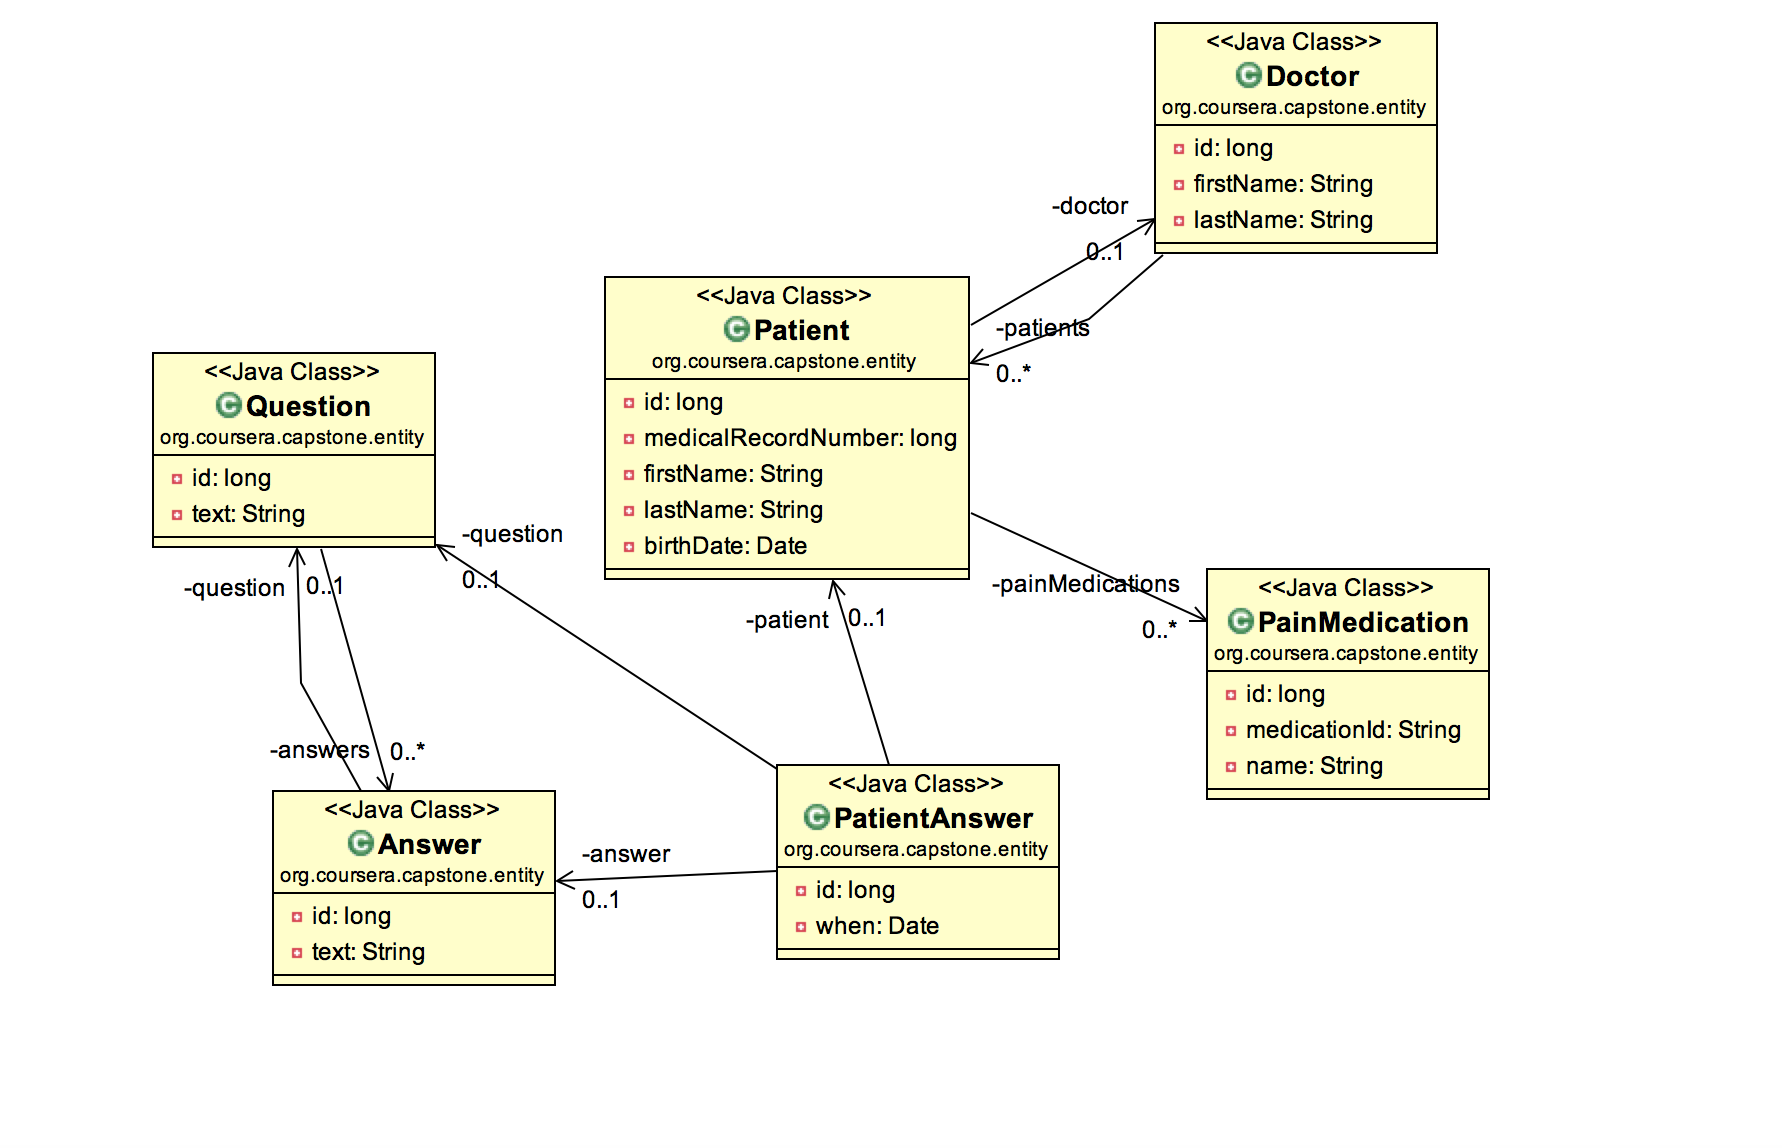 <<Java Class>>
C Doctor
org.coursera.capstone.entity
id: long
firstName: String
lastName: String
-doctor
0..1
-patients
0..*
<<Java Class>>
C Patient
org.coursera.capstone.entity
id: long
medicalRecordNumber: long
firstName: String
lastName: String
birthDate: Date
<<Java Class>>
C Question
org.coursera.capstone.entity
id: long
text: String
-question
0..1
-question
0..1
-patient
0..1
-painMedications
0..*
<<Java Class>>
C PainMedication
org.coursera.capstone.entity
id: long
medicationId: String
name: String
-answers
0..*
<<Java Class>>
C Answer
org.coursera.capstone.entity
id: long
text: String
-answer
0..1
<<Java Class>>
C PatientAnswer
org.coursera.capstone.entity
id: long
when: Date